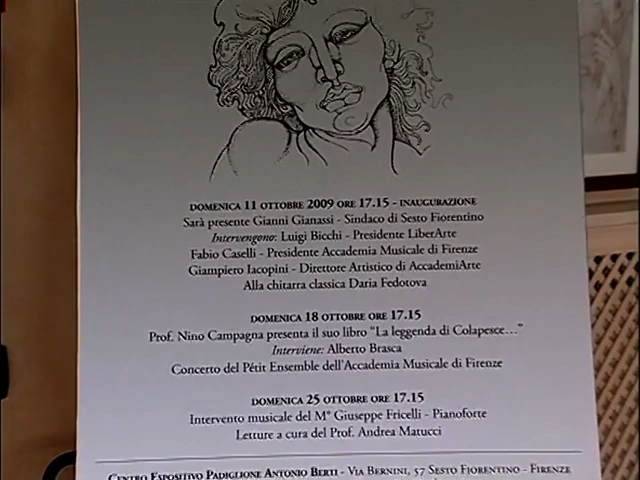 DOMENICA 11 OTTOBRE 2009 ORE 17.15 - INAUGURAZIONE
Sarà presente Gianni Gianassi - Sindaco di Sesto Fiorentino
Intervengono: Luigi Bicchi - Presidente LiberArte
Fabio Caselli - Presidente Accademia Musicale di Firenze
Giampiero Iacopini - Direttore Artistico di AccademiArte
Alla chitarra classica Daria Fedotova
DOMENICA 18 OTTOBRE ORE 17.15
Prof. Nino Campagna presenta il suo libro "La leggenda di Colapesce..."
Interviene: Alberto Brasca
Concerto del Pétit Ensemble dell'Accademia Musicale di Firenze
DOMENICA 25 OTTOBRE ORE 17.15
Intervento musicale del M° Giuseppe Fricelli - Pianoforte
Letture a cura del Prof. Andrea Matucci
CENTRO ESPOSITIVO PADIGLIONE ANTONIO BERTI - VIA BERNINI, 57 SESTO FIORENTINO - FIRENZE